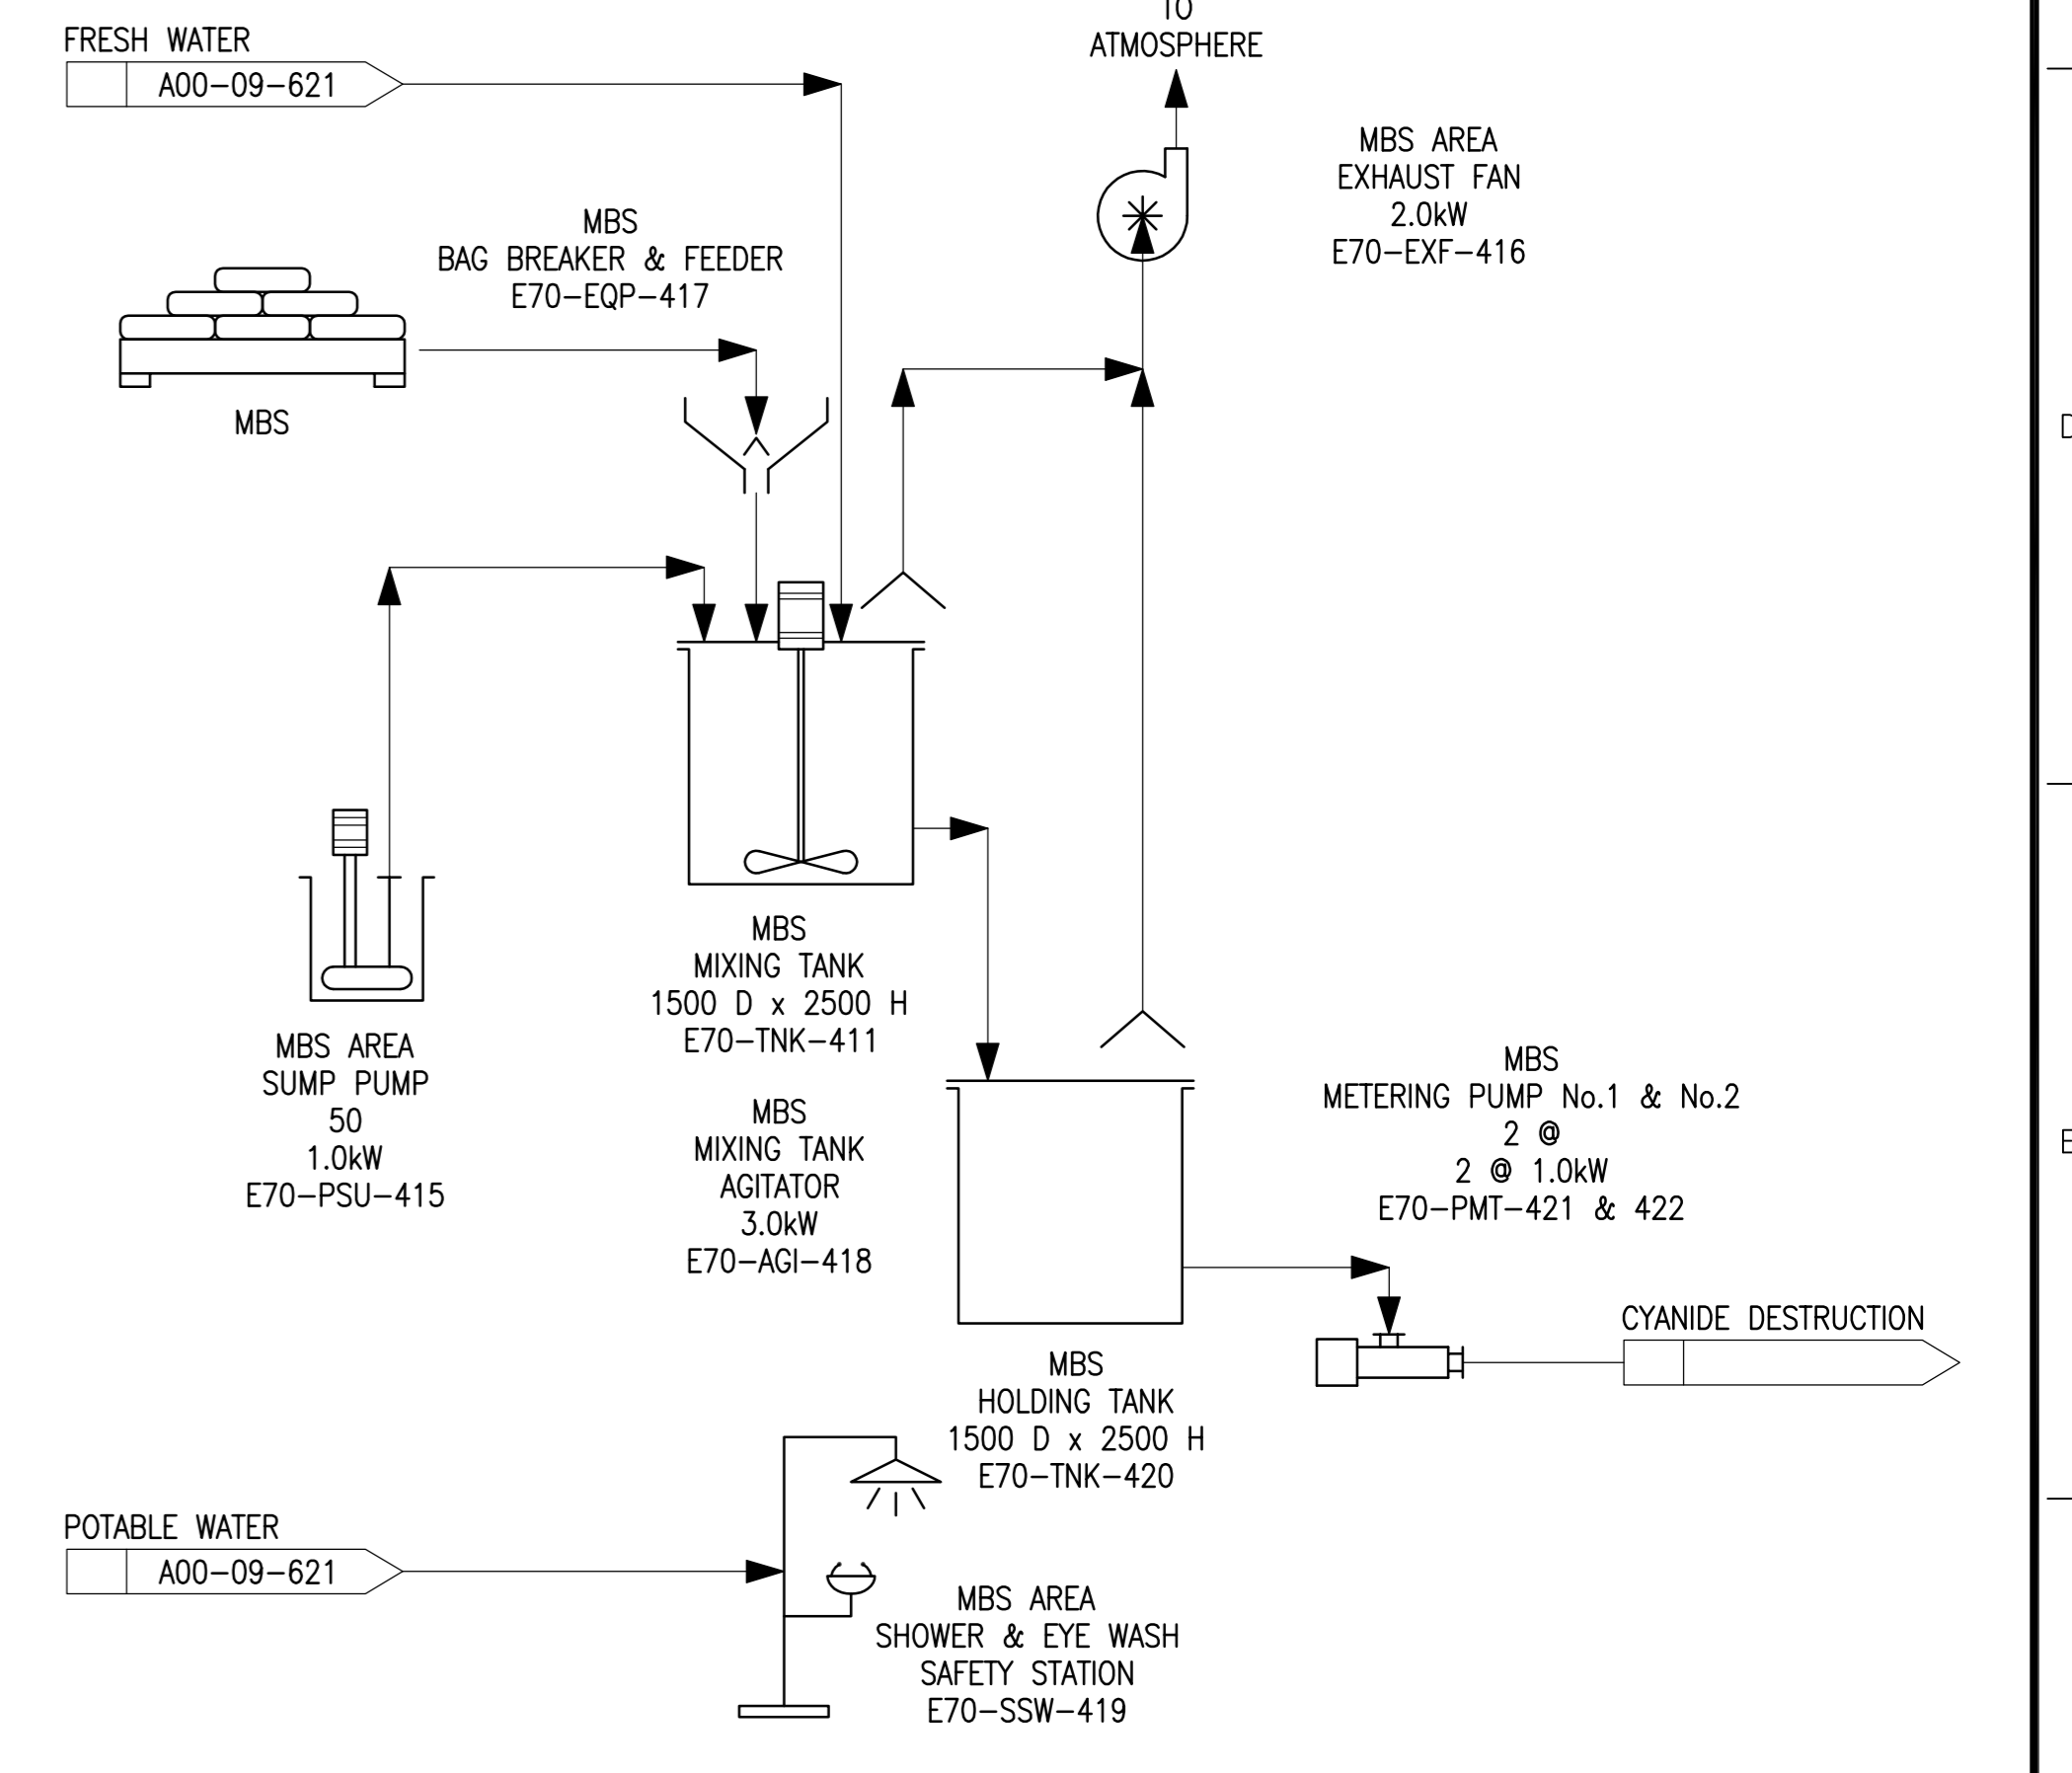 TO
ATMOSPHERE
FRESH WATER
A00-09-621
MBS AREA
EXHAUST FAN
2.0kW
E70-EXF-416
MBS
BAG BREAKER & FEEDER
E70-EQP-417
MBS
MBS
MIXING TANK
1500 D x 2500 H
E70-TNK-411
MBS AREA
SUMP PUMP
50
1.0kW
E70-PSU-415
MBS
MIXING TANK
AGITATOR
3.0kW
E70-AGI-418
MBS
METERING PUMP No.1 & No.2
2 @
2 @ 1.0kW
E70-PMT-421 & 422
CYANIDE DESTRUCTION
MBS
HOLDING TANK
1500 D x 2500 H
E70-TNK-420
POTABLE WATER
A00-09-621
MBS AREA
SHOWER & EYE WASH
SAFETY STATION
E70-SSW-419